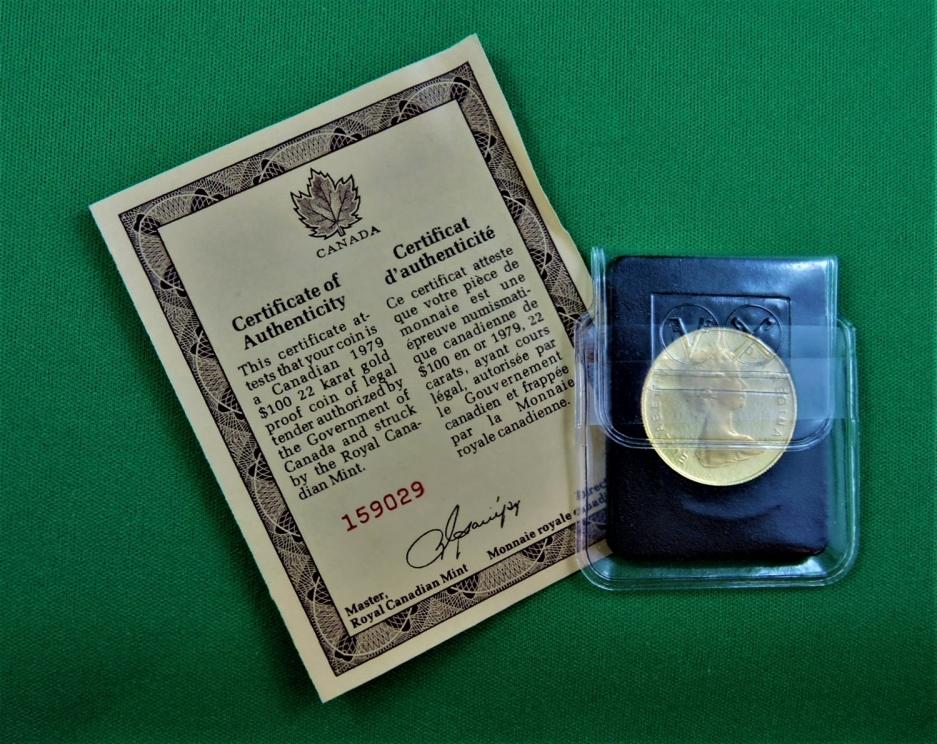 CANADA
Certificate of
Authenticity
This certificate at-
tests that your coin is
a Canadian 1979
$100 22 karat gold
proof coin of legal
tender authorized by
the Government of
Canada and struck
by the Royal Cana-
dian Mint.
Certificat
d'authenticité
Ce certificat atteste
que votre pièce de
monnaie est une
épreuve numismati-
que canadienne de
$100 en or 1979, 22
carats, ayant cours
légal, autorisée par
le Gouvernement
canadien et frappée
par la Monnaie
royale canadienne.
159029
Master,
Royal Canadian Mint
Monnaie royale